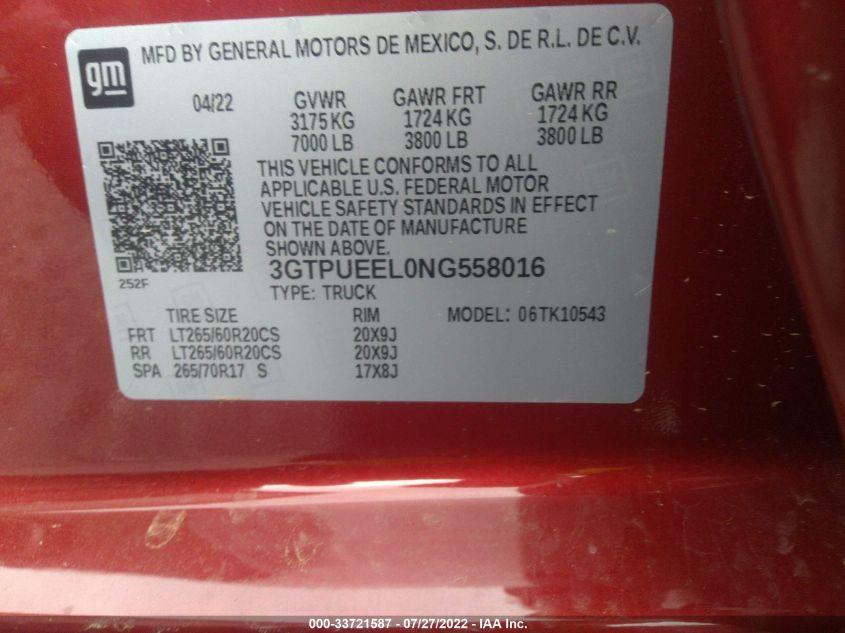 gm
MFD BY GENERAL MOTORS DE MEXICO, S. DE R.L. DE C.V.
04/22 GVWR GAWR FRT GAWR RR
3175 KG 1724 KG 1724 KG
7000 LB 3800 LB 3800 LB
THIS VEHICLE CONFORMS TO ALL
APPLICABLE U.S. FEDERAL MOTOR
VEHICLE SAFETY STANDARDS IN EFFECT
ON THE DATE OF MANUFACTURE
SHOWN ABOVE.
252F
3GTPUEEL0NG558016
TYPE: TRUCK
TIRE SIZE RIM MODEL: 06TK10543
FRT LT265/60R20CS 20X9J
RR LT265/60R20CS 20X9J
SPA 265/70R17 S 17X8J
000-33721587 - 07/27/2022 - IAA Inc.